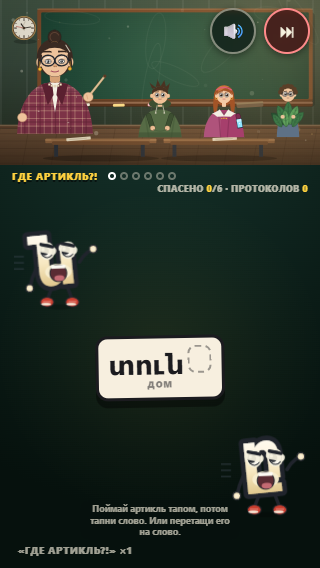 ГДЕ АРТИКЛЬ?!
СПАСЕНО 0/6 · ПРОТОКОЛОВ 0
տուն
ДОМ
Поймай артикль тапом, потом
тапни слово. Или перетащи его
на слово.
«ГДЕ АРТИКЛЬ?!» ×1